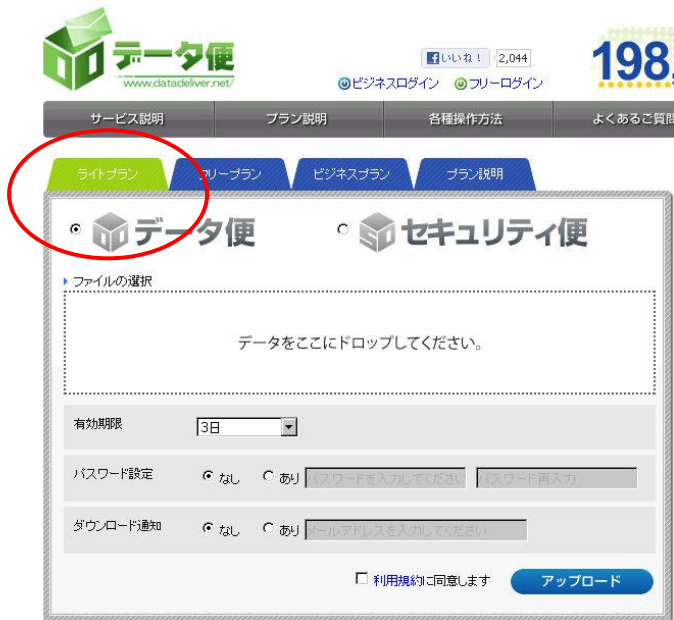 データ便
www.datadeliver.net/
いいね！ 2,044
ビジネスログイン フリーログイン
198,
サービス説明 プラン説明 各種操作方法 よくあるご質問
ライトプラン フリープラン ビジネスプラン プラン説明
データ便 セキュリティ便
ファイルの選択
データをここにドロップしてください。
有効期限 3日
パスワード設定 なし あり パスワードを入力してください パスワード再入力
ダウンロード通知 なし あり メールアドレスを入力してください
利用規約に同意します アップロード